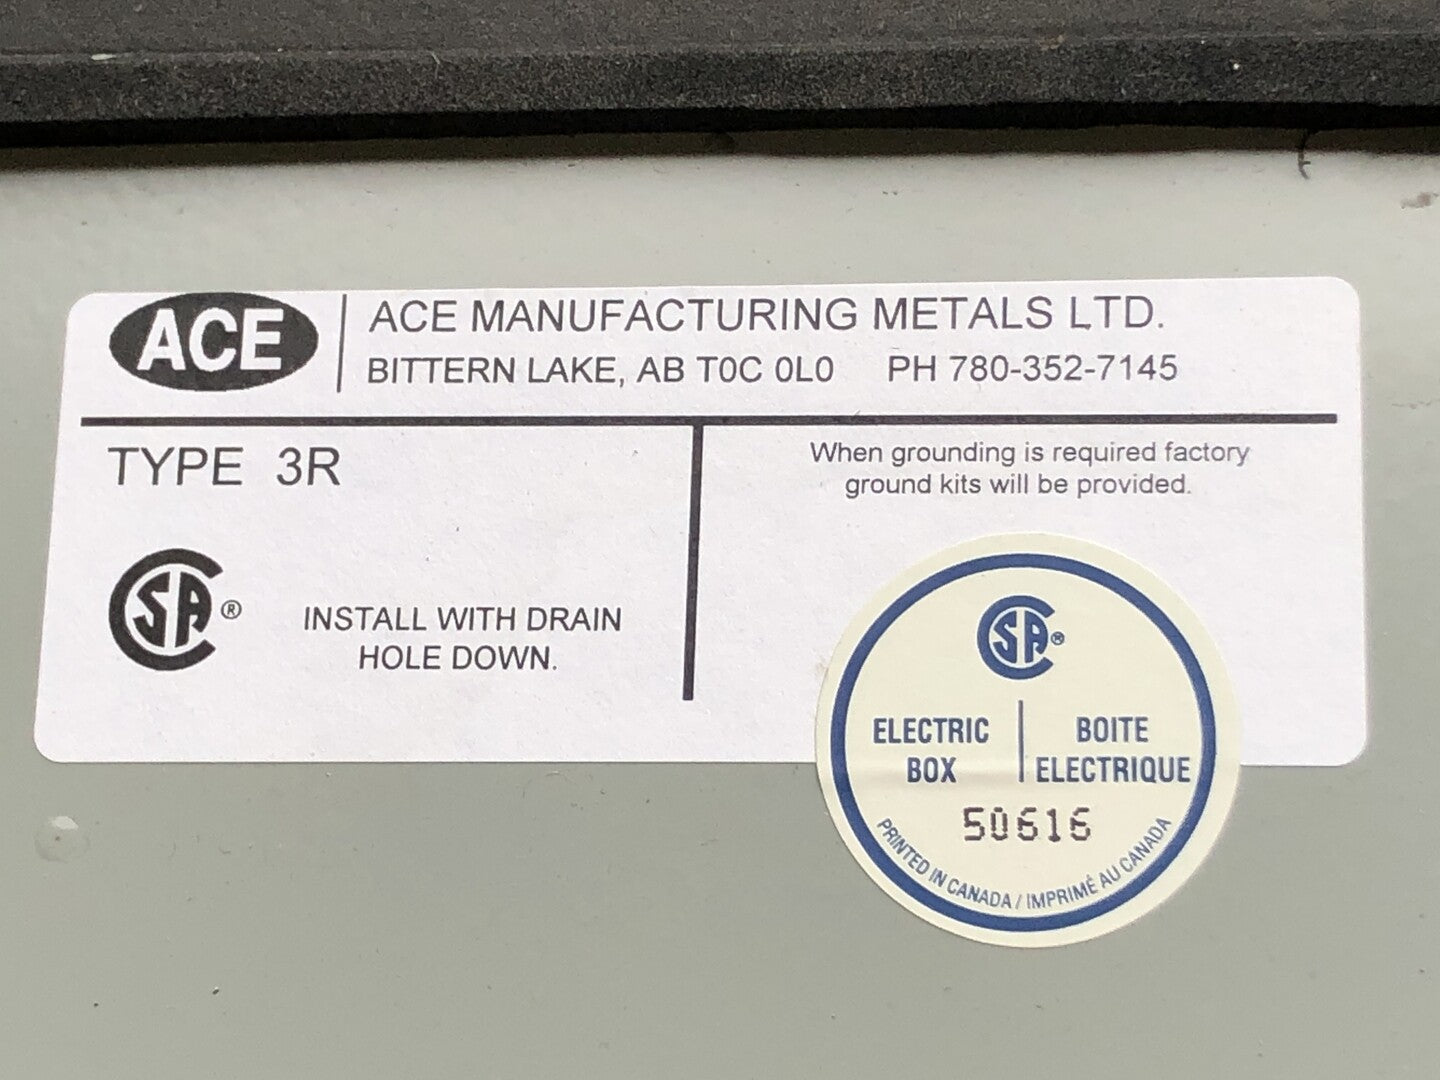 ACE
ACE MANUFACTURING METALS LTD.
BITTERN LAKE, AB T0C 0L0 PH 780-352-7145
TYPE 3R
CSA®
INSTALL WITH DRAIN
HOLE DOWN.
When grounding is required factory
ground kits will be provided.
CSA®
ELECTRIC
BOX
BOITE
ELECTRIQUE
50616
PRINTED IN CANADA / IMPRIMÉ AU CANADA